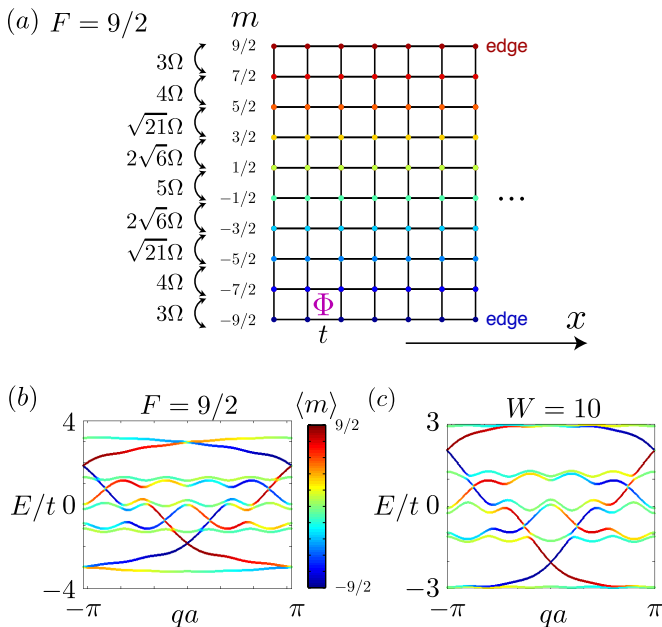 (a) F = 9/2
m
9/2 edge
3Ω
7/2
4Ω
5/2
√21Ω
3/2
2√6Ω
1/2
5Ω
−1/2 ...
2√6Ω
−3/2
√21Ω
−5/2
4Ω
−7/2 Φ
3Ω
−9/2 edge
t x
(b) F = 9/2 ⟨m⟩ (c) W = 10
4 9/2 3
E/t 0 E/t 0
−4 −9/2 −3
−π qa π −π qa π